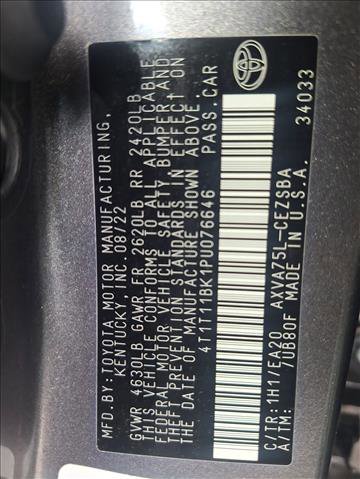 MFD. BY: TOYOTA MOTOR MANUFACTURING,
KENTUCKY, INC. 08/22
GVWR 4630LB GAWR FR 2620LB RR 2420LB
THIS VEHICLE CONFORMS TO ALL APPLICABLE
FEDERAL MOTOR VEHICLE SAFETY, BUMPER AND
THEFT PREVENTION STANDARDS IN EFFECT ON
THE DATE OF MANUFACTURE SHOWN ABOVE.
4T1T11BK1PU076646 PASS.CAR
C/TR: 1H1/EA20 AXVA75L-CEZSBA
A/TM: 7UB80F MADE IN U.S.A.
34033